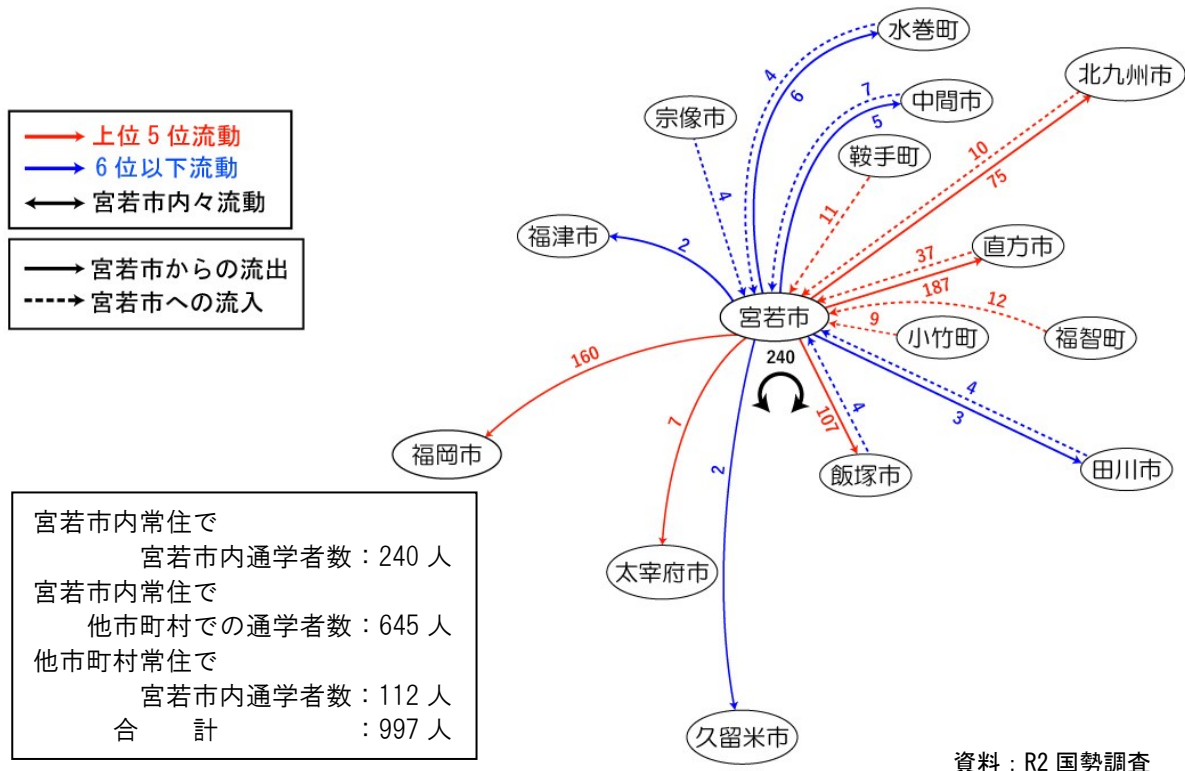 水巻町
北九州市
4
6
7
5
中間市
宗像市
鞍手町
10
75
上位5位流動
6位以下流動
宮若市内々流動
4
11
福津市
2
37
187
直方市
宮若市からの流出
宮若市への流入
宮若市
12
9
小竹町
福智町
240
160
7
2
107
4
4
3
福岡市
飯塚市
田川市
宮若市内常住で
宮若市内通学者数：240 人
宮若市内常住で
他市町村での通学者数：645 人
他市町村常住で
宮若市内通学者数：112 人
合　計　：997 人
太宰府市
久留米市
資料：R2 国勢調査